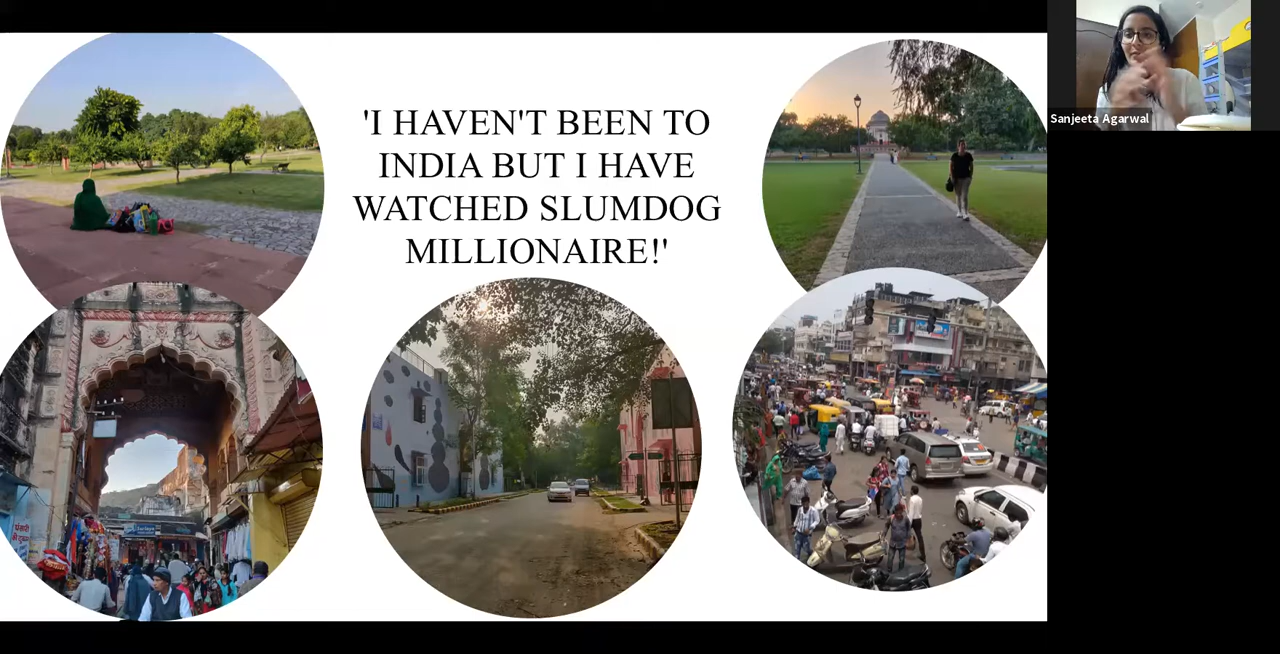 'I HAVEN'T BEEN TO
INDIA BUT I HAVE
WATCHED SLUMDOG
MILLIONAIRE!'
Sanjeeta Agarwal